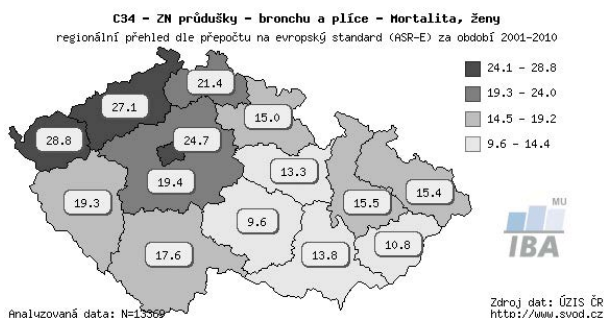 C34 - ZN průdušky - bronchu a plíce - Mortalita, ženy
regionální přehled dle přepočtu na evropský standard (ASR-E) za období 2001-2010
24.1 - 28.8
19.3 - 24.0
14.5 - 19.2
9.6 - 14.4
21.4
27.1
15.0
28.8
24.7
13.3
19.4
15.4
19.3
15.5
9.6
17.6
13.8
10.8
MU
IBA
Analyzovaná data: N=13369
Zdroj dat: ÚZIS ČR
http://www.svod.cz